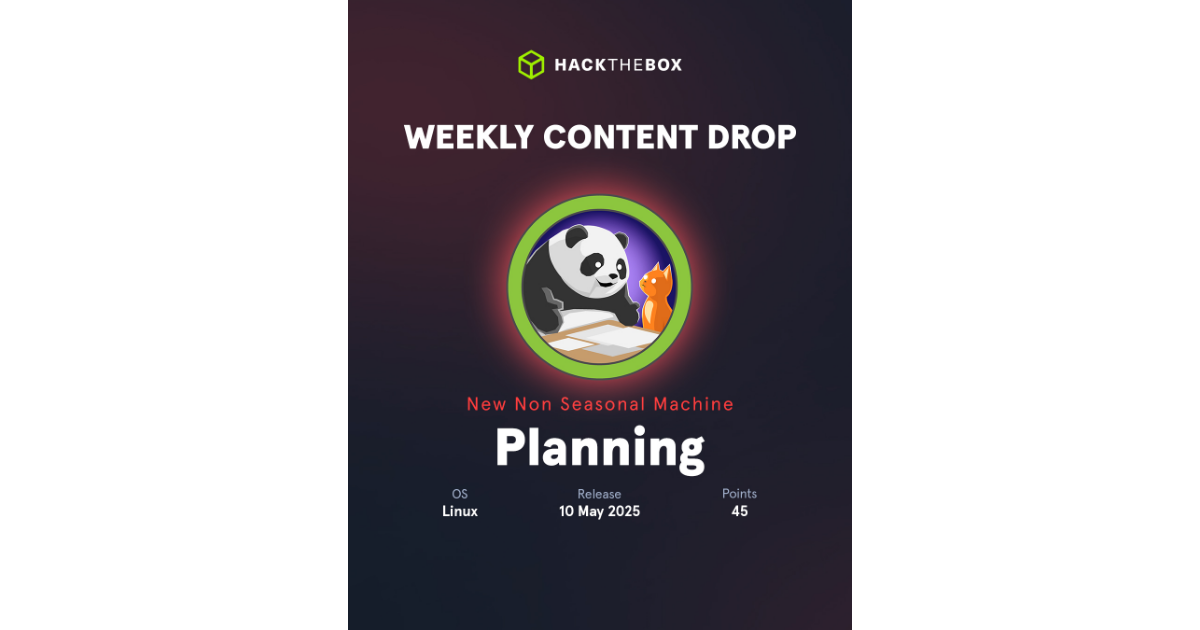 HACKTHEBOX
WEEKLY CONTENT DROP
New Non Seasonal Machine
Planning
OS Release Points
Linux 10 May 2025 45